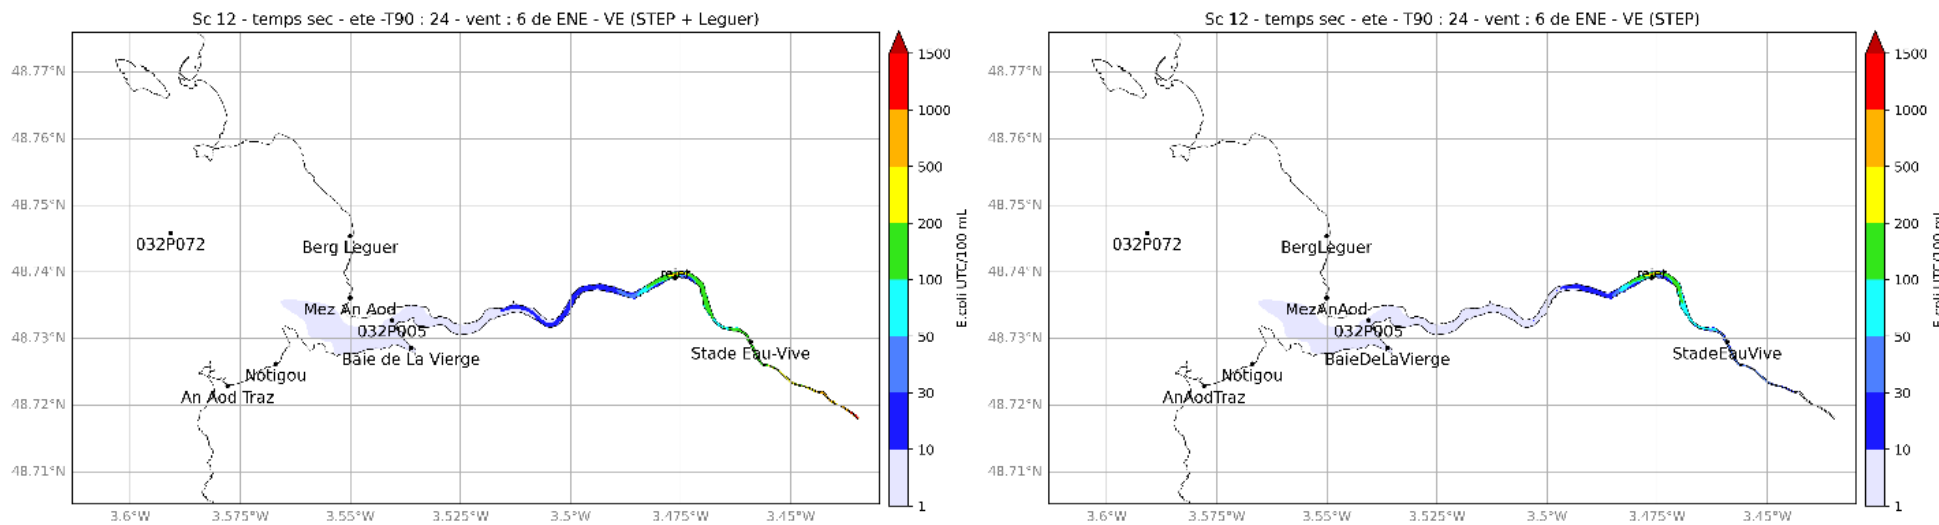 Sc 12 - temps sec - ete -T90 : 24 - vent : 6 de ENE - VE (STEP + Leguer)
48.77°N
48.76°N
48.75°N
48.74°N
48.73°N
48.72°N
48.71°N
3.6°W
3.575°W
3.55°W
3.525°W
3.5°W
3.475°W
3.45°W
032P072
Berg Leguer
rejet
Mez An Aod
032P005
Baie de La Vierge
Stade Eau-Vive
Notigou
An Aod Traz
1500
1000
500
200
100
50
30
10
1
E.coli UTC/100 mL
Sc 12 - temps sec - ete - T90 : 24 - vent : 6 de ENE - VE (STEP)
48.77°N
48.76°N
48.75°N
48.74°N
48.73°N
48.72°N
48.71°N
3.6°W
3.575°W
3.55°W
3.525°W
3.5°W
3.475°W
3.45°W
032P072
BergLeguer
rejet
MezAnAod
032P005
BaieDeLaVierge
StadeEauVive
Notigou
AnAodTraz
1500
1000
500
200
100
50
30
10
1
E.coli UTC/100 mL